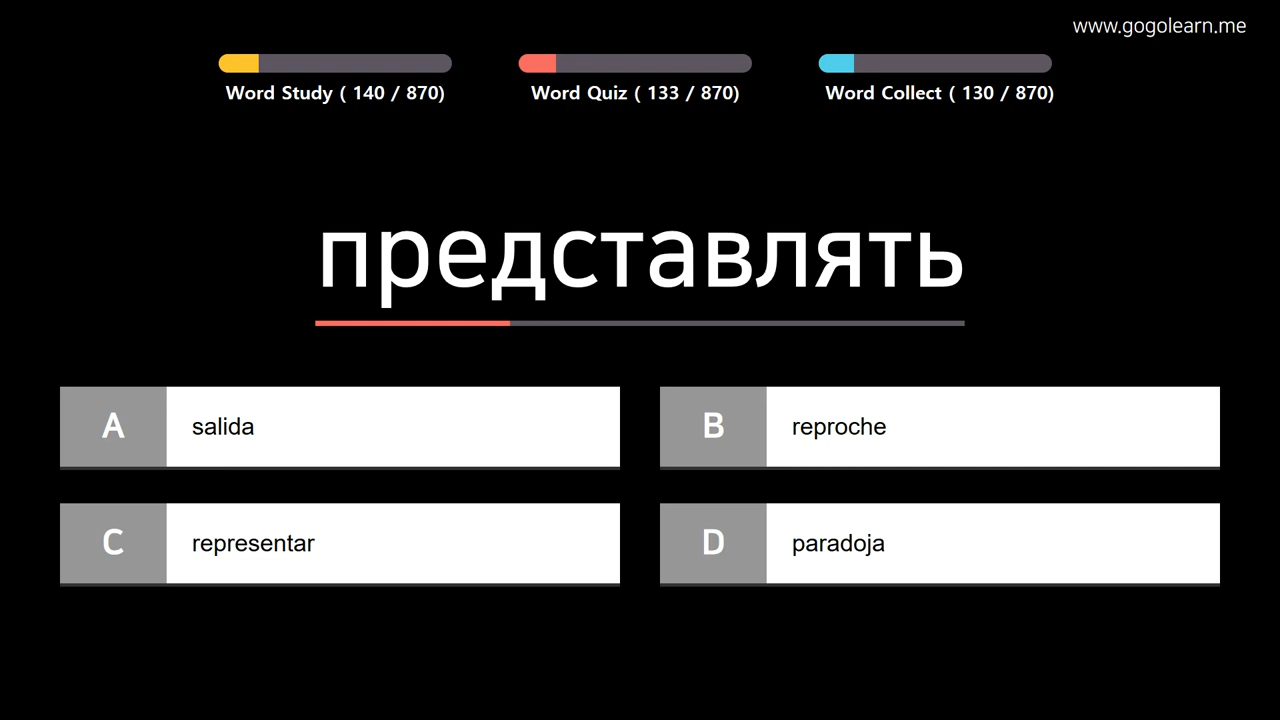 www.gogolearn.me
Word Study ( 140 / 870)
Word Quiz ( 133 / 870)
Word Collect ( 130 / 870)
представлять
A salida
B reproche
C representar
D paradoja